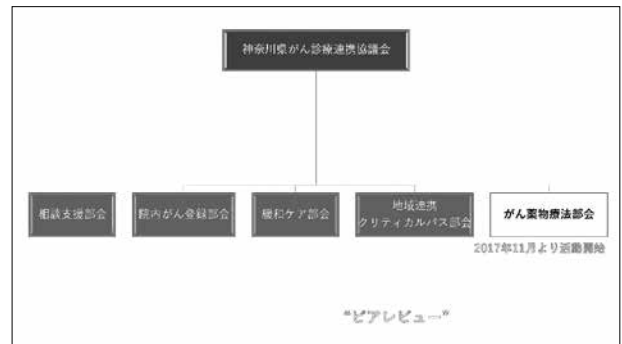 神奈川県がん診療連携協議会
相談支援部会
院内がん登録部会
緩和ケア部会
地域連携
クリティカルパス部会
がん薬物療法部会
2017年11月より活動開始
“ピアレビュー”